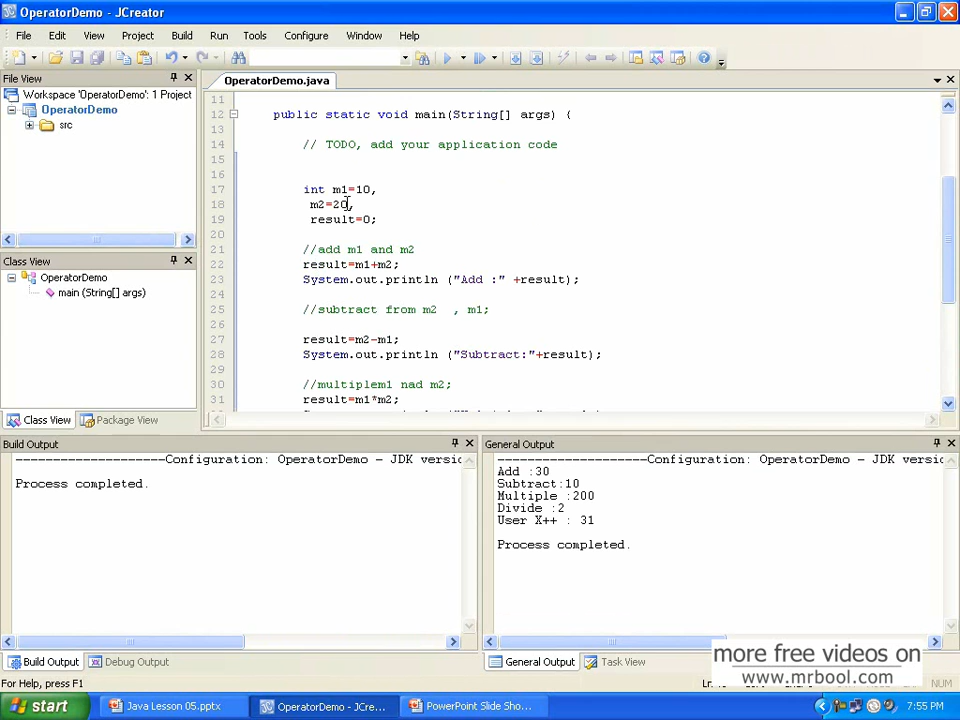 OperatorDemo - JCreator
File Edit View Project Build Run Tools Configure Window Help
File View
Workspace 'OperatorDemo': 1 Project
OperatorDemo
src
Class View
OperatorDemo
main (String[] args)
Class View Package View
OperatorDemo.java
11
12 public static void main(String[] args) {
13
14 // TODO, add your application code
15
16
17 int m1=10,
18 m2=20,
19 result=0;
20
21 //add m1 and m2
22 result=m1+m2;
23 System.out.println ("Add :" +result);
24
25 //subtract from m2 , m1;
26
27 result=m2-m1;
28 System.out.println ("Subtract:"+result);
29
30 //multiplem1 nad m2;
31 result=m1*m2;
Build Output
--------------------Configuration: OperatorDemo - JDK versic
Process completed.
Build Output Debug Output
General Output
--------------------Configuration: OperatorDemo - JDK versic
Add :30
Subtract:10
Multiple :200
Divide :2
User X++ : 31
Process completed.
General Output Task View
more free videos on
www.mrbool.com
For Help, press F1
NUM
start Java Lesson 05.pptx OperatorDemo - JCre... PowerPoint Slide Sho... 7:55 PM